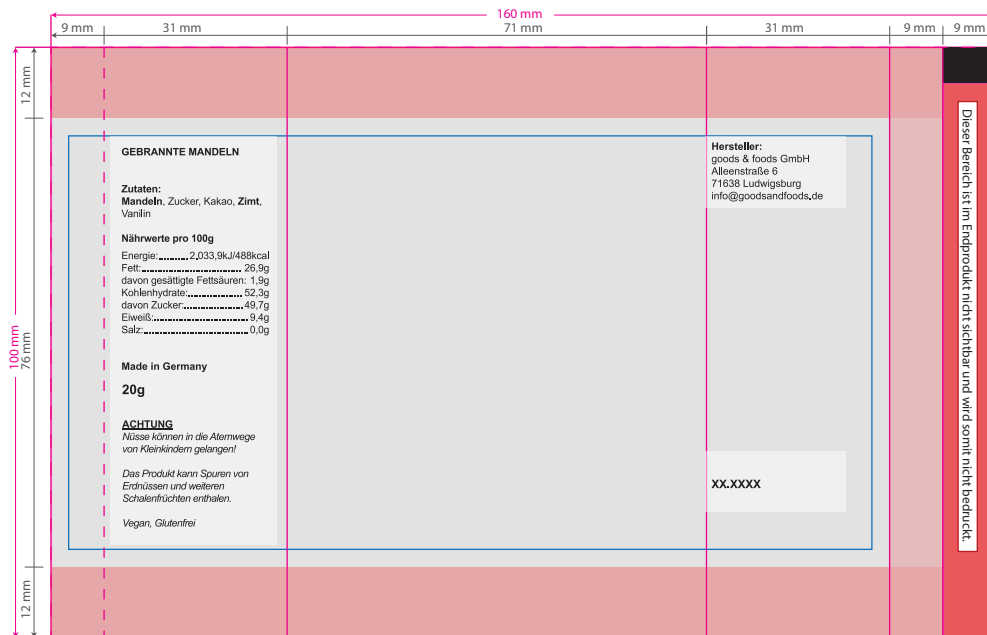 160 mm
9 mm
31 mm
71 mm
31 mm
9 mm
9 mm
12 mm
100 mm
76 mm
12 mm
GEBRANNTE MANDELN
Zutaten:
Mandeln, Zucker, Kakao, Zimt,
Vanilin
Nährwerte pro 100g
Energie:........2,033,9kJ/488kcal
Fett:............................ 26,9g
davon gesättigte Fettsäuren: 1,9g
Kohlenhydrate:............... 52,3g
davon Zucker:................49,7g
Eiweiß:..........................9,4g
Salz:.............................0,0g
Made in Germany
20g
ACHTUNG
Nüsse können in die Atemwege
von Kleinkindern gelangen!
Das Produkt kann Spuren von
Erdnüssen und weiteren
Schalenfrüchten enthalen.
Vegan, Glutenfrei
Hersteller:
goods & foods GmbH
Alleenstraße 6
71638 Ludwigsburg
info@goodsandfoods.de
XX.XXXX
Dieser Bereich ist im Endprodukt nicht sichtbar und wird somit nicht bedruckt.